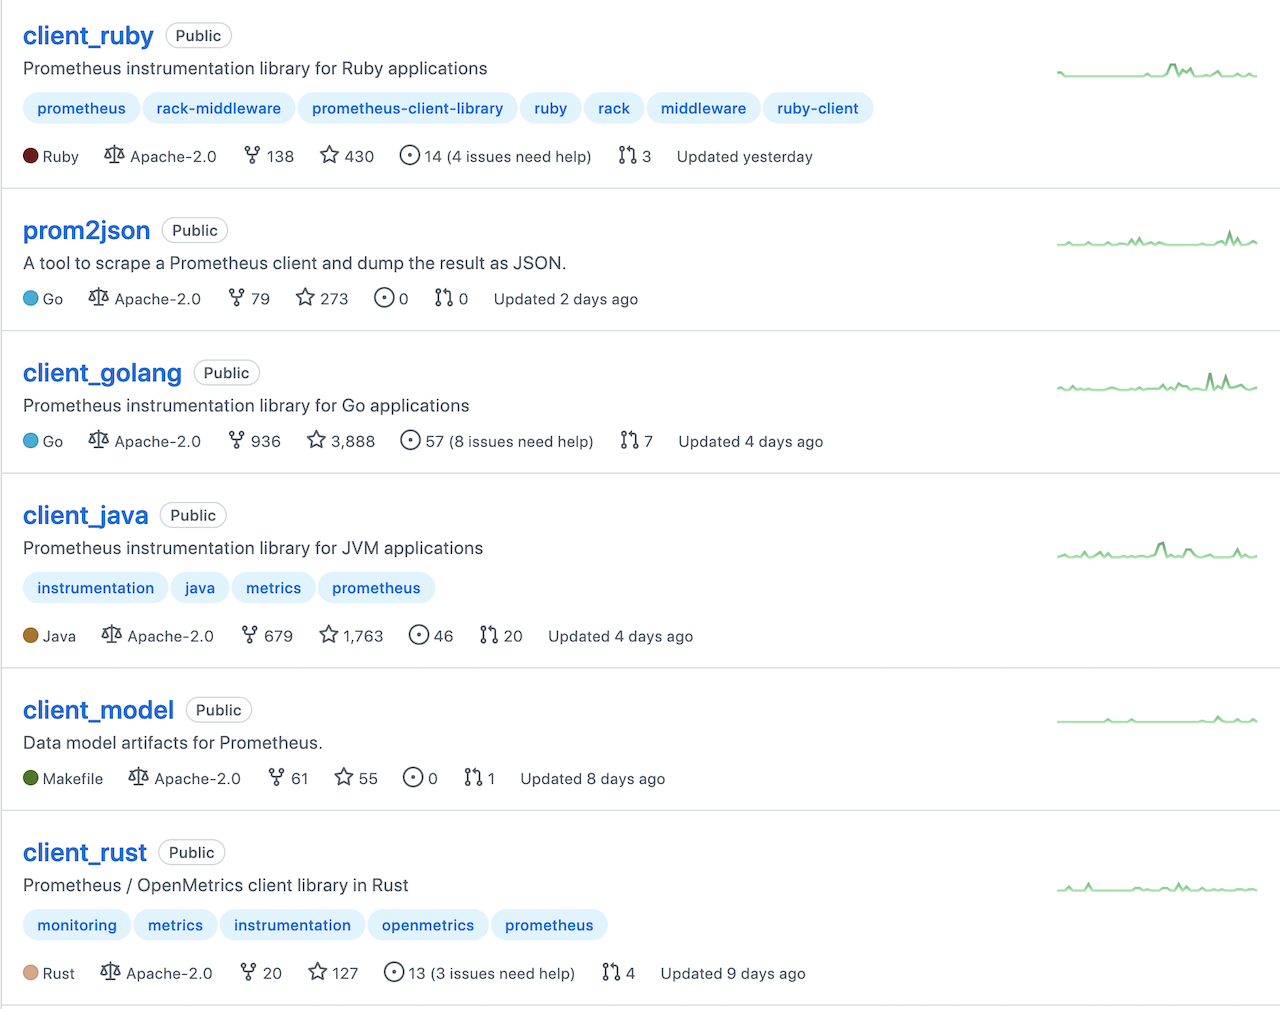 client_ruby Public
Prometheus instrumentation library for Ruby applications
prometheus rack-middleware prometheus-client-library ruby rack middleware ruby-client
Ruby Apache-2.0 138 430 14 (4 issues need help) 3 Updated yesterday
prom2json Public
A tool to scrape a Prometheus client and dump the result as JSON.
Go Apache-2.0 79 273 0 0 Updated 2 days ago
client_golang Public
Prometheus instrumentation library for Go applications
Go Apache-2.0 936 3,888 57 (8 issues need help) 7 Updated 4 days ago
client_java Public
Prometheus instrumentation library for JVM applications
instrumentation java metrics prometheus
Java Apache-2.0 679 1,763 46 20 Updated 4 days ago
client_model Public
Data model artifacts for Prometheus.
Makefile Apache-2.0 61 55 0 1 Updated 8 days ago
client_rust Public
Prometheus / OpenMetrics client library in Rust
monitoring metrics instrumentation openmetrics prometheus
Rust Apache-2.0 20 127 13 (3 issues need help) 4 Updated 9 days ago